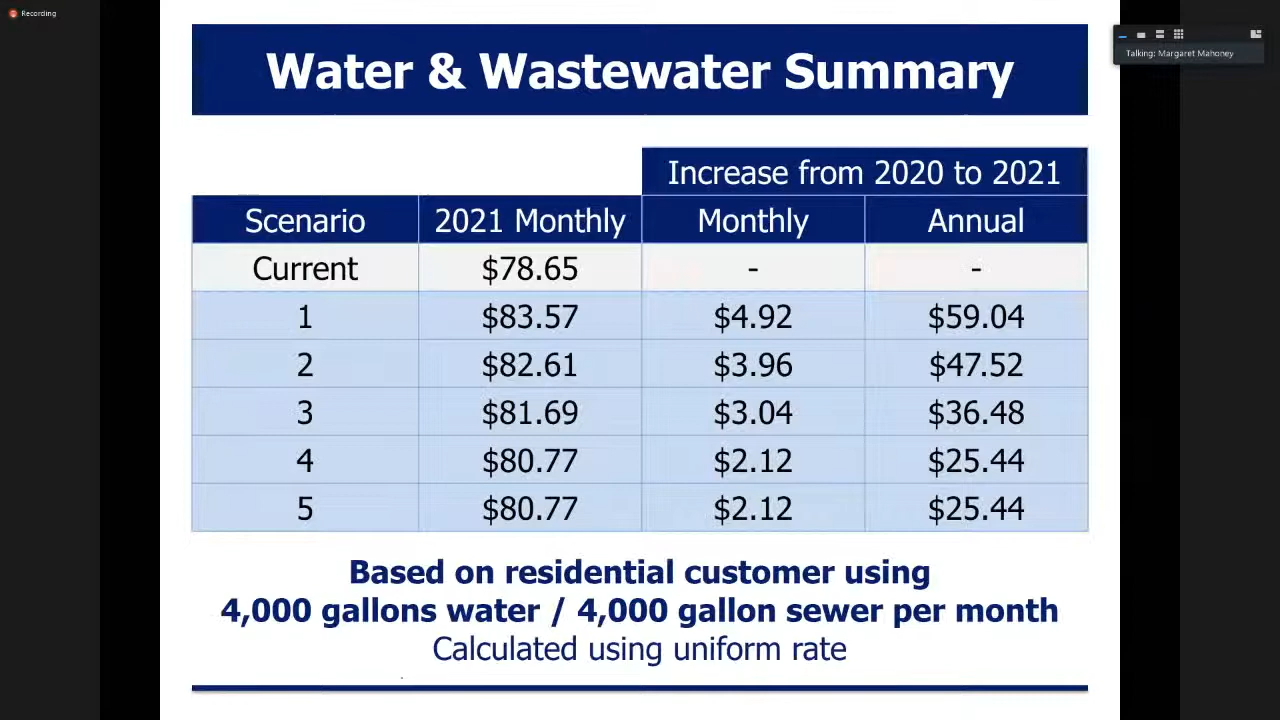 Recording
Talking: Margaret Mahoney
Water & Wastewater Summary
Increase from 2020 to 2021
Scenario 2021 Monthly Monthly Annual
Current $78.65 - -
1 $83.57 $4.92 $59.04
2 $82.61 $3.96 $47.52
3 $81.69 $3.04 $36.48
4 $80.77 $2.12 $25.44
5 $80.77 $2.12 $25.44
Based on residential customer using
4,000 gallons water / 4,000 gallon sewer per month
Calculated using uniform rate